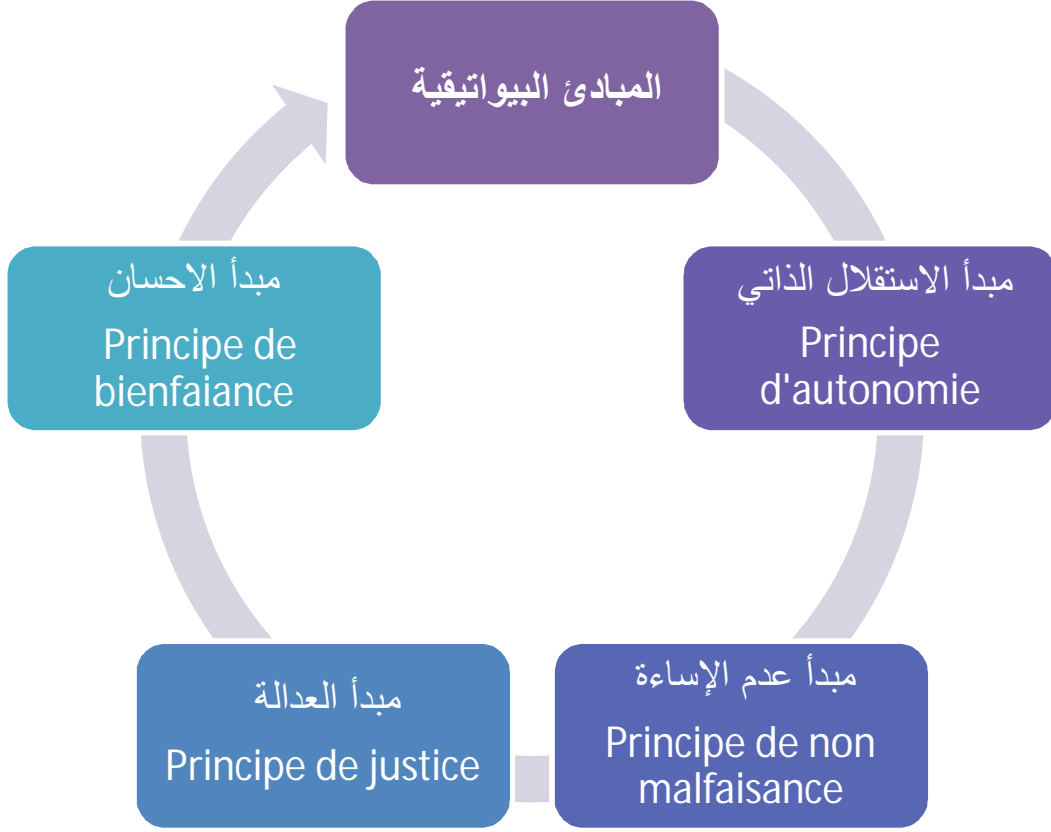 المبادئ البيواتيقية
مبدأ الاستقلال الذاتي
Principe
d'autonomie
مبدأ عدم الإساءة
Principe de non
malfaisance
مبدأ العدالة
Principe de justice
مبدأ الاحسان
Principe de
bienfaiance